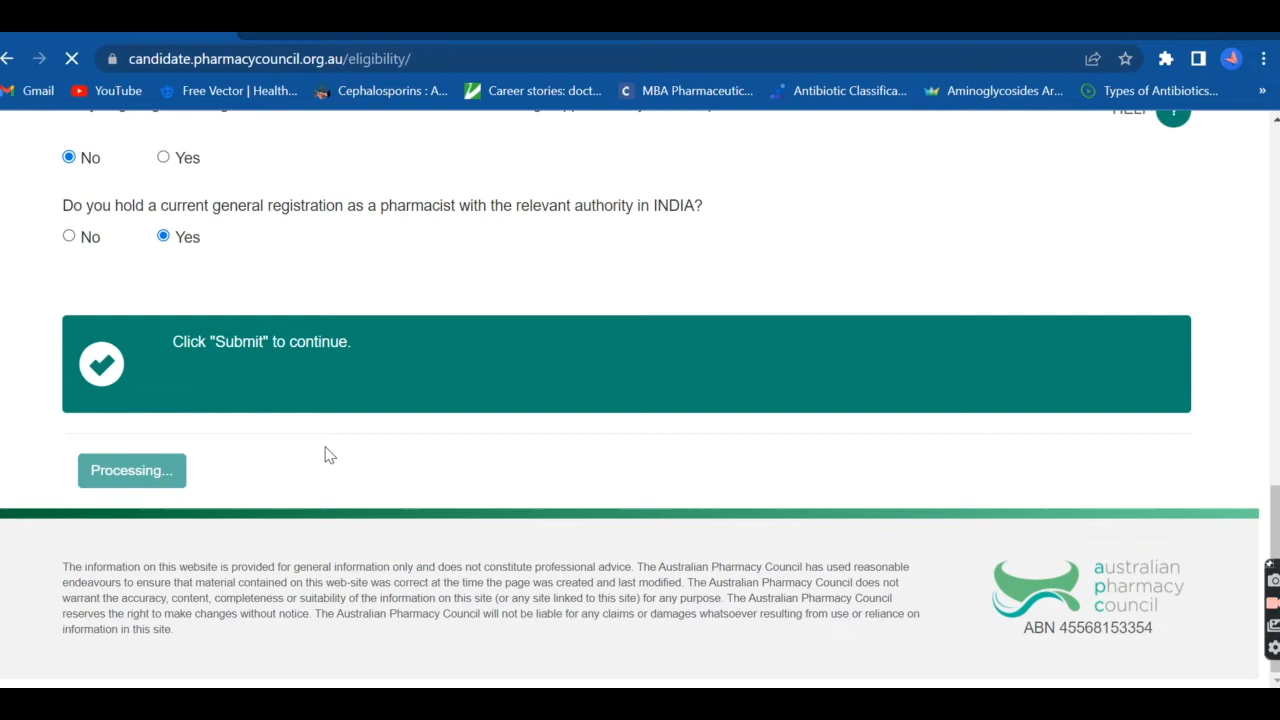 candidate.pharmacycouncil.org.au/eligibility/
Gmail YouTube Free Vector | Health... Cephalosporins : A... Career stories: doct... C MBA Pharmaceutic... Antibiotic Classifica... Aminoglycosides Ar... Types of Antibiotics... »
HELP ?
No Yes
Do you hold a current general registration as a pharmacist with the relevant authority in INDIA?
No Yes
Click "Submit" to continue.
Processing...
The information on this website is provided for general information only and does not constitute professional advice. The Australian Pharmacy Council has used reasonable
endeavours to ensure that material contained on this web-site was correct at the time the page was created and last modified. The Australian Pharmacy Council does not
warrant the accuracy, content, completeness or suitability of the information on this site (or any site linked to this site) for any purpose. The Australian Pharmacy Council
reserves the right to make changes without notice. The Australian Pharmacy Council will not be liable for any claims or damages whatsoever resulting from use or reliance on
information in this site.
australian
pharmacy
council
ABN 45568153354